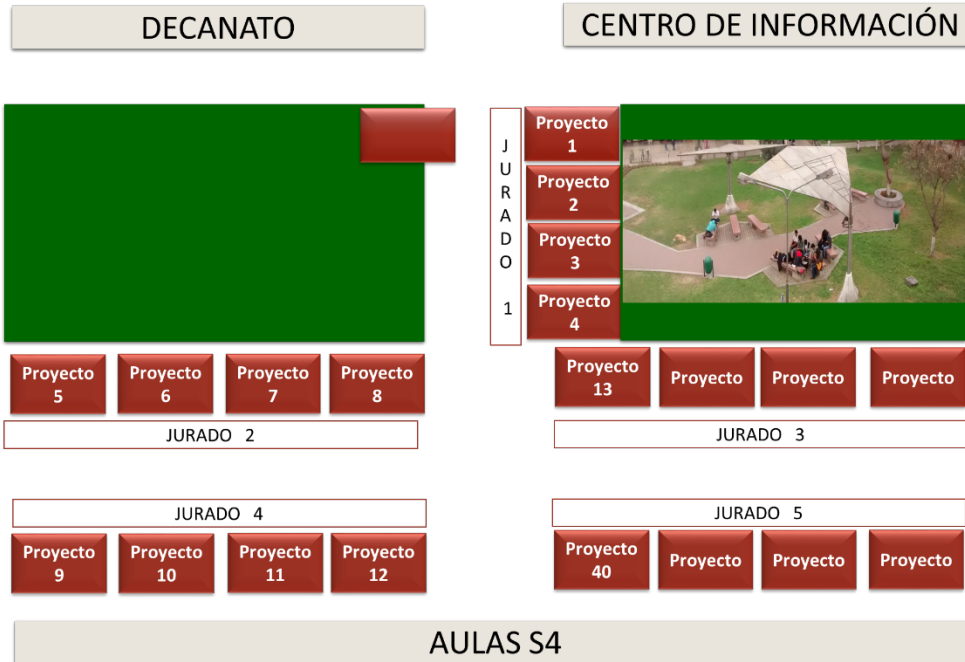 DECANATO
CENTRO DE INFORMACIÓN
JURADO 1
Proyecto
1
Proyecto
2
Proyecto
3
Proyecto
4
Proyecto
5
Proyecto
6
Proyecto
7
Proyecto
8
JURADO 2
Proyecto
13
Proyecto
Proyecto
Proyecto
JURADO 3
JURADO 4
Proyecto
9
Proyecto
10
Proyecto
11
Proyecto
12
JURADO 5
Proyecto
40
Proyecto
Proyecto
Proyecto
AULAS S4